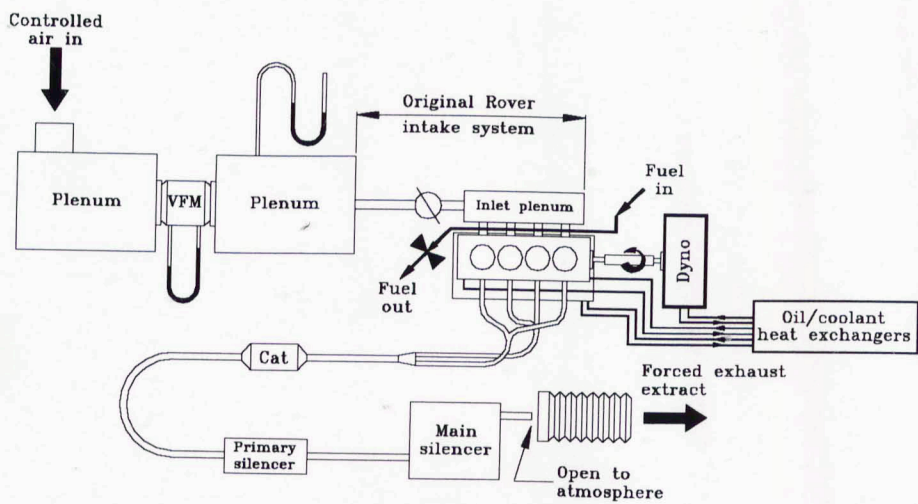 Controlled
air in
Original Rover
intake system
Fuel
in
Plenum
VFM
Plenum
Inlet plenum
Dyno
Fuel
out
Oil/coolant
heat exchangers
Cat
Forced exhaust
extract
Main
silencer
Primary
silencer
Open to
atmosphere